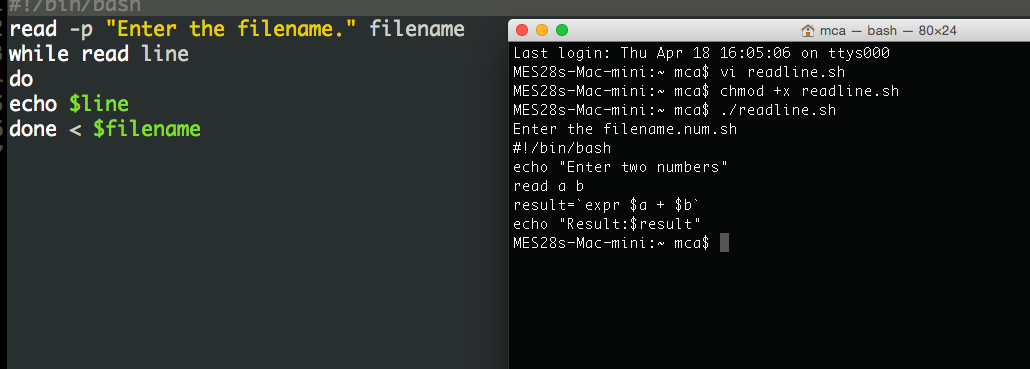 #!/bin/bash
read -p "Enter the filename." filename
while read line
do
echo $line
done < $filename
mca — bash — 80×24
Last login: Thu Apr 18 16:05:06 on ttys000
MES28s-Mac-mini:~ mca$ vi readline.sh
MES28s-Mac-mini:~ mca$ chmod +x readline.sh
MES28s-Mac-mini:~ mca$ ./readline.sh
Enter the filename.num.sh
#!/bin/bash
echo "Enter two numbers"
read a b
result=`expr $a + $b`
echo "Result:$result"
MES28s-Mac-mini:~ mca$